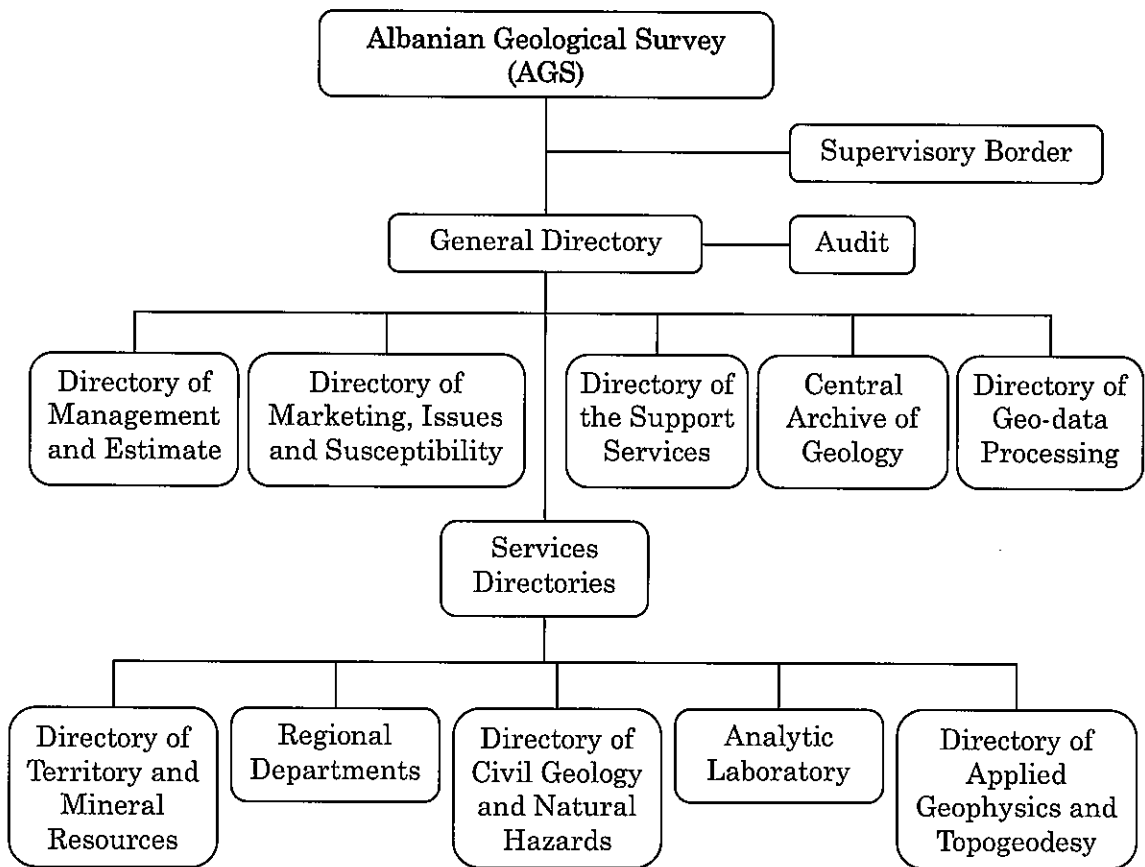 Albanian Geological Survey
(AGS)
Supervisory Border
General Directory
Audit
Directory of
Management
and Estimate
Directory of
Marketing, Issues
and Susceptibility
Directory of
the Support
Services
Central
Archive of
Geology
Directory of
Geo-data
Processing
Services
Directories
Directory of
Territory and
Mineral
Resources
Regional
Departments
Directory of
Civil Geology
and Natural
Hazards
Analytic
Laboratory
Directory of
Applied
Geophysics and
Topogeodesy